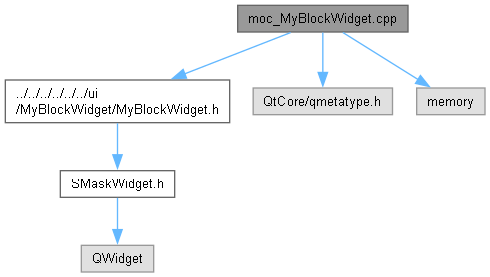 moc_MyBlockWidget.cpp
../../../../../../ui
/MyBlockWidget/MyBlockWidget.h
QtCore/qmetatype.h
memory
SMaskWidget.h
QWidget